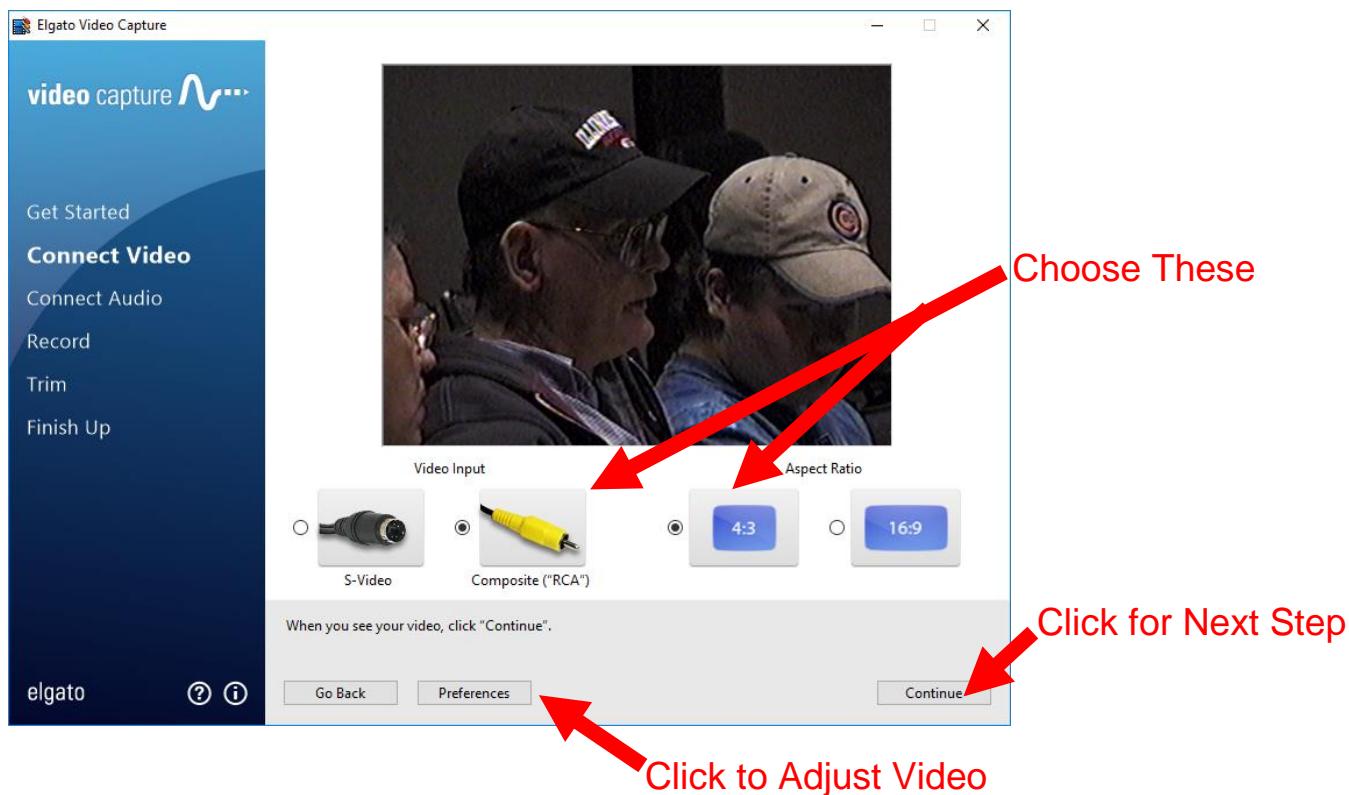 Elgato Video Capture
video capture
Get Started
Connect Video
Connect Audio
Record
Trim
Finish Up
ILLINOIS
Choose These
Video Input
Aspect Ratio
4:3
16:9
S-Video
Composite ("RCA")
When you see your video, click "Continue".
Click for Next Step
elgato
Go Back
Preferences
Continue
Click to Adjust Video